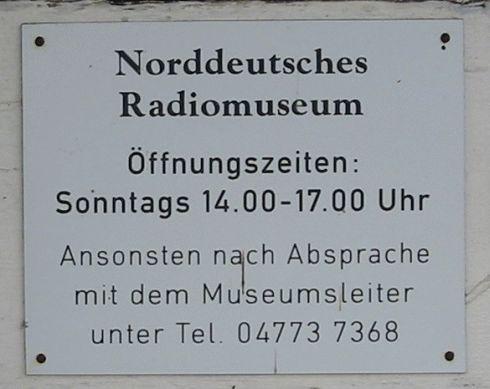 Norddeutsches
Radiomuseum
Öffnungszeiten:
Sonntags 14.00-17.00 Uhr
Ansonsten nach Absprache
mit dem Museumsleiter
unter Tel. 04773 7368